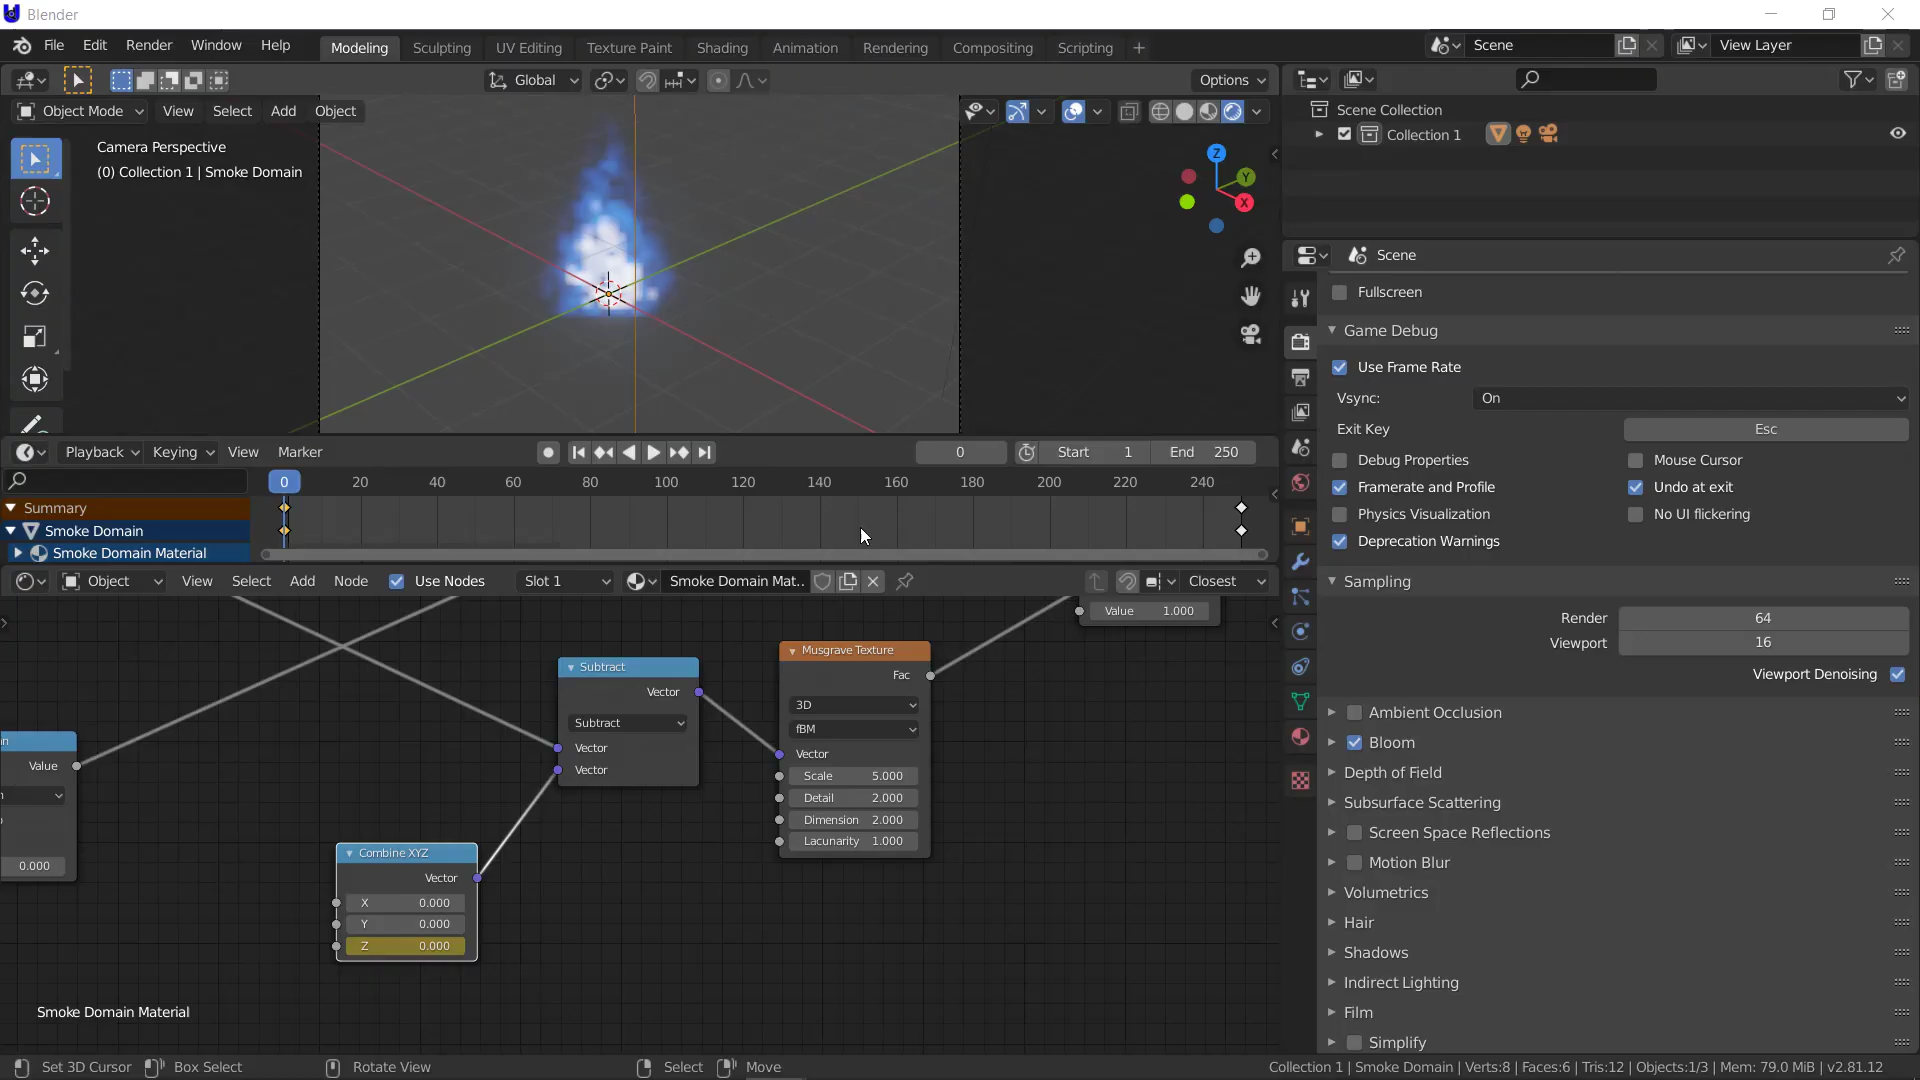 Blender
File Edit Render Window Help
Modeling Sculpting UV Editing Texture Paint Shading Animation Rendering Compositing Scripting +
Scene
View Layer
Global
Options
Object Mode View Select Add Object
Camera Perspective
(0) Collection 1 | Smoke Domain
Z
Y
X
Scene Collection
Collection 1
Scene
Fullscreen
Game Debug
Use Frame Rate
Vsync: On
Exit Key Esc
Debug Properties Mouse Cursor
Framerate and Profile Undo at exit
Physics Visualization No UI flickering
Deprecation Warnings
Sampling
Render 64
Viewport 16
Viewport Denoising
Ambient Occlusion
Bloom
Depth of Field
Subsurface Scattering
Screen Space Reflections
Motion Blur
Volumetrics
Hair
Shadows
Indirect Lighting
Film
Simplify
Playback Keying View Marker
0 Start 1 End 250
0 20 40 60 80 100 120 140 160 180 200 220 240
Summary
Smoke Domain
Smoke Domain Material
Object View Select Add Node Use Nodes Slot 1 Smoke Domain Mat.. Closest
Value 1.000
Subtract
Vector
Subtract
Vector
Vector
Musgrave Texture
Fac
3D
fBM
Vector
Scale 5.000
Detail 2.000
Dimension 2.000
Lacunarity 1.000
n
Value
0.000
Combine XYZ
Vector
X 0.000
Y 0.000
Z 0.000
Smoke Domain Material
Set 3D Cursor Box Select Rotate View Select Move
Collection 1 | Smoke Domain | Verts:8 | Faces:6 | Tris:12 | Objects:1/3 | Mem: 79.0 MiB | v2.81.12